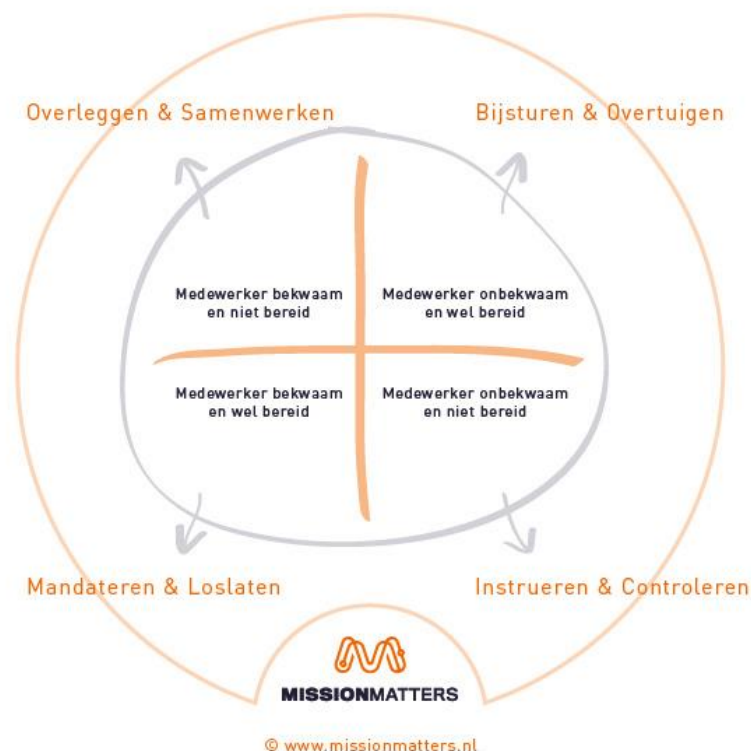 Overleggen & Samenwerken
Bijsturen & Overtuigen
Medewerker bekwaam
en niet bereid
Medewerker onbekwaam
en wel bereid
Medewerker bekwaam
en wel bereid
Medewerker onbekwaam
en niet bereid
Mandateren & Loslaten
Instrueren & Controleren
MISSIONMATTERS
© www.missionmatters.nl